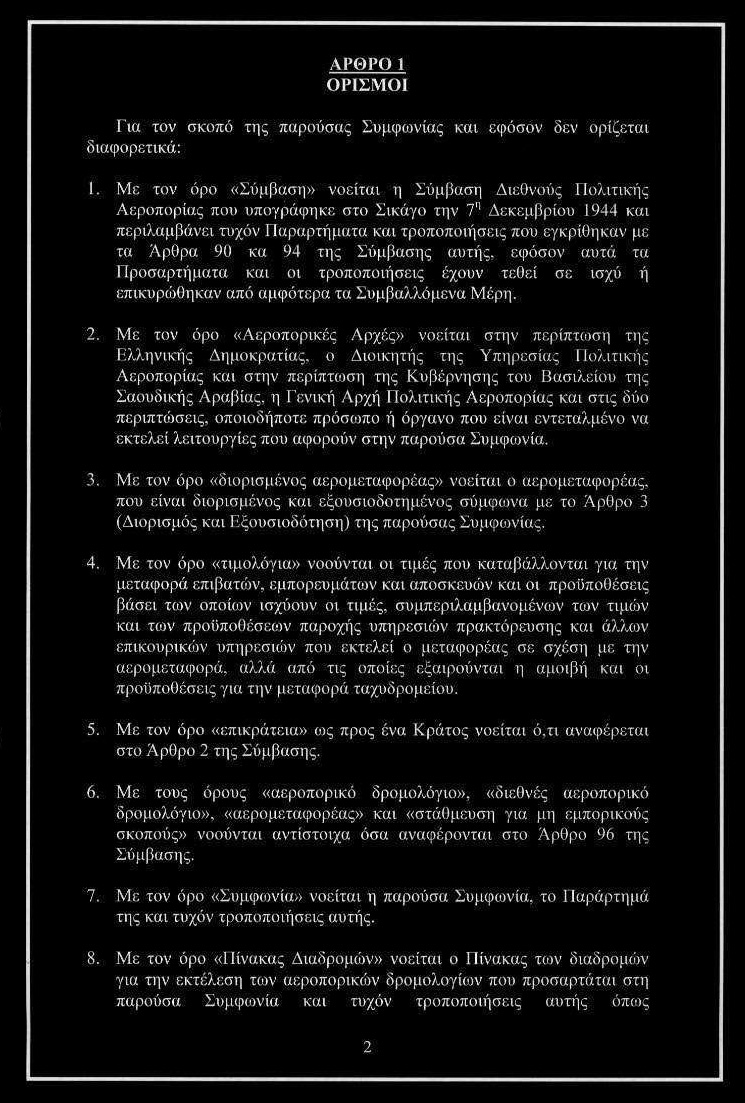 ΑΡΘΡΟ 1
ΟΡΙΣΜΟΙ
Για τον σκοπό της παρούσας Συμφωνίας και εφόσον δεν ορίζεται
διαφορετικά:
1. Με τον όρο «Σύμβαση» νοείται η Σύμβαση Διεθνούς Πολιτικής
Αεροπορίας που υπογράφηκε στο Σικάγο την 7η Δεκεμβρίου 1944 και
περιλαμβάνει τυχόν Παραρτήματα και τροποποιήσεις που εγκρίθηκαν με
τα Άρθρα 90 κα 94 της Σύμβασης αυτής, εφόσον αυτά τα
Προσαρτήματα και οι τροποποιήσεις έχουν τεθεί σε ισχύ ή
επικυρώθηκαν από αμφότερα τα Συμβαλλόμενα Μέρη.
2. Με τον όρο «Αεροπορικές Αρχές» νοείται στην περίπτωση της
Ελληνικής Δημοκρατίας, ο Διοικητής της Υπηρεσίας Πολιτικής
Αεροπορίας και στην περίπτωση της Κυβέρνησης του Βασιλείου της
Σαουδικής Αραβίας, η Γενική Αρχή Πολιτικής Αεροπορίας και στις δύο
περιπτώσεις, οποιοδήποτε πρόσωπο ή όργανο που είναι εντεταλμένο να
εκτελεί λειτουργίες που αφορούν στην παρούσα Συμφωνία.
3. Με τον όρο «διορισμένος αερομεταφορέας» νοείται ο αερομεταφορέας,
που είναι διορισμένος και εξουσιοδοτημένος σύμφωνα με το Άρθρο 3
(Διορισμός και Εξουσιοδότηση) της παρούσας Συμφωνίας.
4. Με τον όρο «τιμολόγια» νοούνται οι τιμές που καταβάλλονται για την
μεταφορά επιβατών, εμπορευμάτων και αποσκευών και οι προϋποθέσεις
βάσει των οποίων ισχύουν οι τιμές, συμπεριλαμβανομένων των τιμών
και των προϋποθέσεων παροχής υπηρεσιών πρακτόρευσης και άλλων
επικουρικών υπηρεσιών που εκτελεί ο μεταφορέας σε σχέση με την
αερομεταφορά, αλλά από τις οποίες εξαιρούνται η αμοιβή και οι
προϋποθέσεις για την μεταφορά ταχυδρομείου.
5. Με τον όρο «επικράτεια» ως προς ένα Κράτος νοείται ό,τι αναφέρεται
στο Άρθρο 2 της Σύμβασης.
6. Με τους όρους «αεροπορικό δρομολόγιο», «διεθνές αεροπορικό
δρομολόγιο», «αερομεταφορέας» και «στάθμευση για μη εμπορικούς
σκοπούς» νοούνται αντίστοιχα όσα αναφέρονται στο Άρθρο 96 της
Σύμβασης.
7. Με τον όρο «Συμφωνία» νοείται η παρούσα Συμφωνία, το Παράρτημά
της και τυχόν τροποποιήσεις αυτής.
8. Με τον όρο «Πίνακας Διαδρομών» νοείται ο Πίνακας των διαδρομών
για την εκτέλεση των αεροπορικών δρομολογίων που προσαρτάται στη
παρούσα Συμφωνία και τυχόν τροποποιήσεις αυτής όπως
2